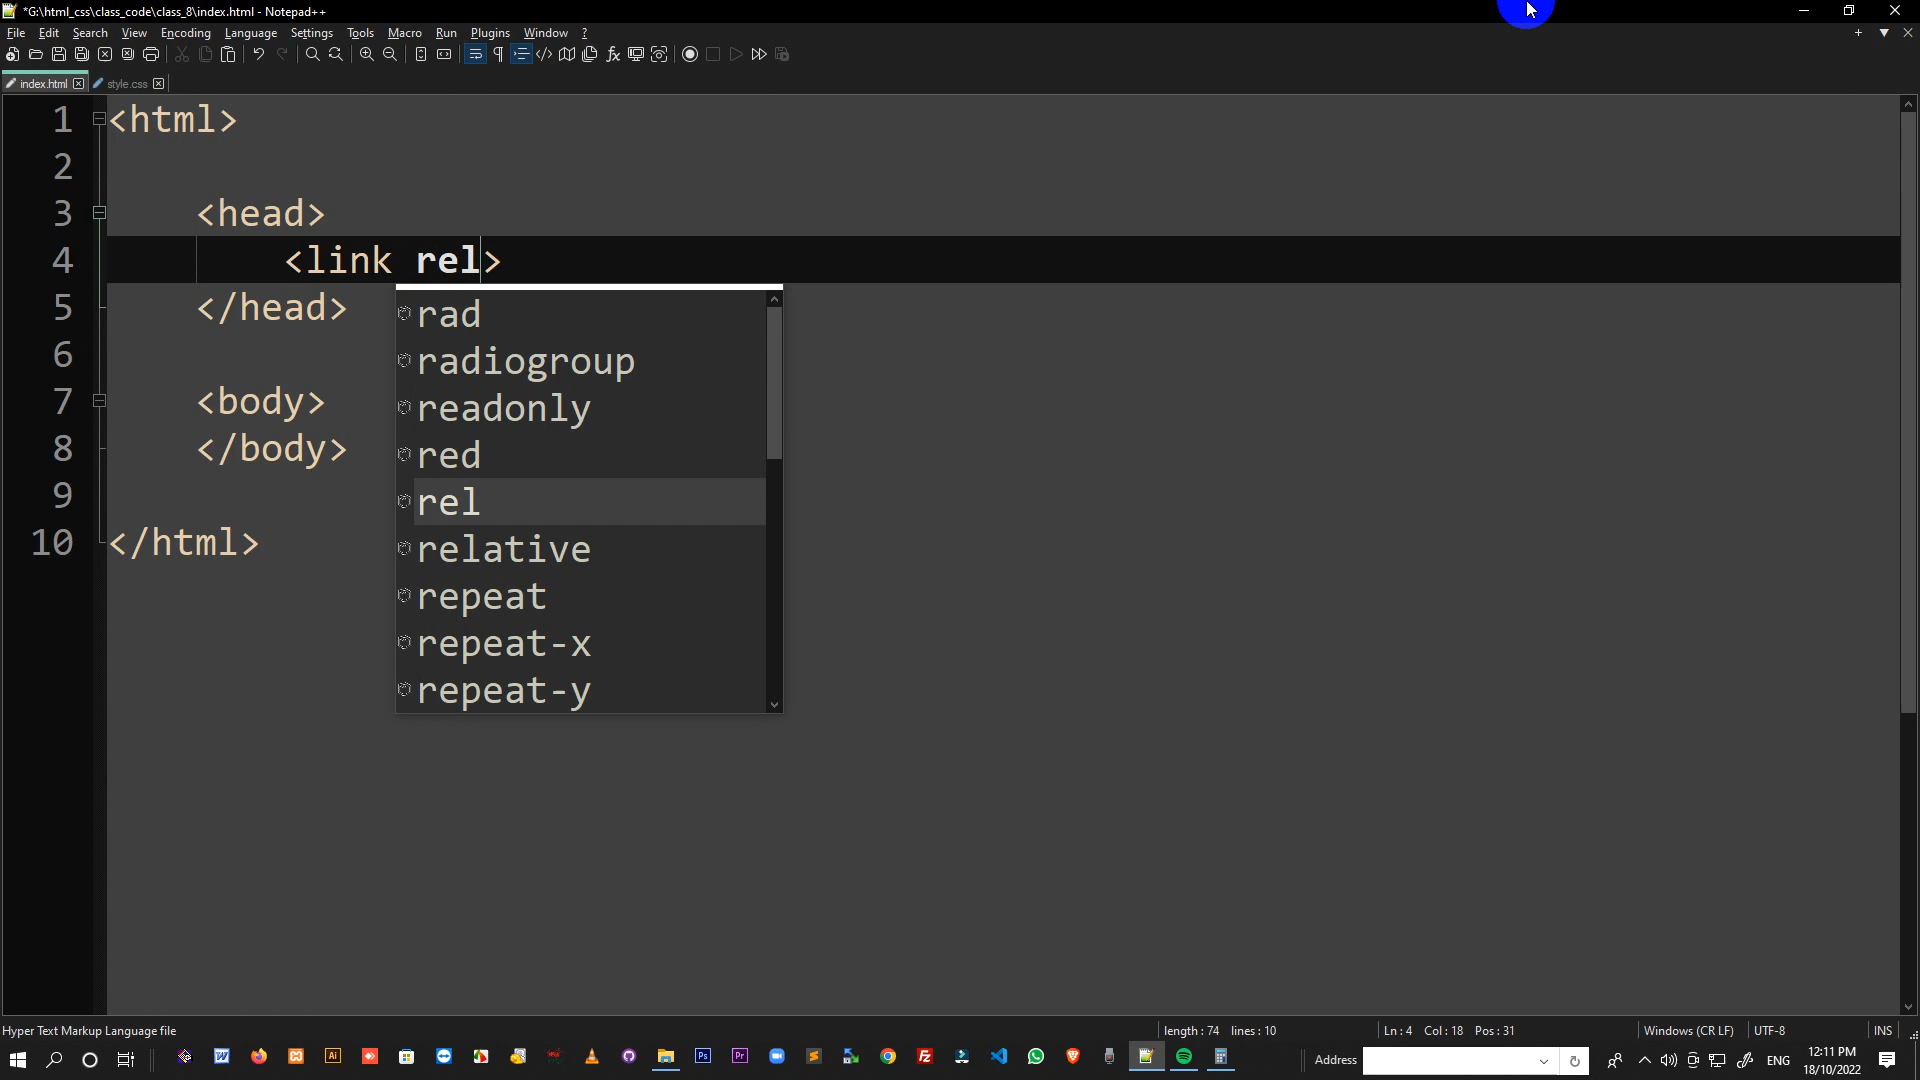 *G:\html_css\class_code\class_8\index.html - Notepad++
File Edit Search View Encoding Language Settings Tools Macro Run Plugins Window ?
index.html style.css
1 <html>
2
3 <head>
4 <link rel>
5 </head>
6
7 <body>
8 </body>
9
10 </html>
rad
radiogroup
readonly
red
rel
relative
repeat
repeat-x
repeat-y
Hyper Text Markup Language file length : 74 lines : 10 Ln : 4 Col : 18 Pos : 31 Windows (CR LF) UTF-8 INS
Address ENG 12:11 PM
18/10/2022